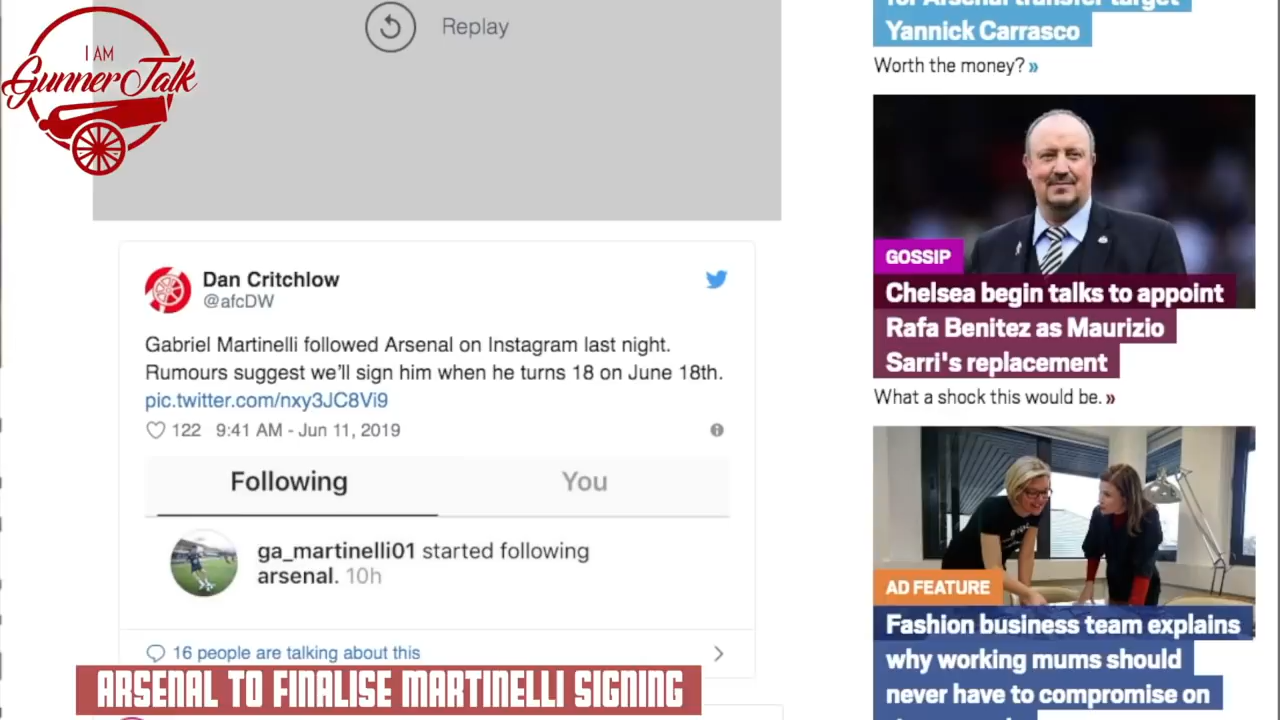 I AM
GunnerTalk
Replay
Dan Critchlow
@afcDW
Gabriel Martinelli followed Arsenal on Instagram last night.
Rumours suggest we'll sign him when he turns 18 on June 18th.
pic.twitter.com/nxy3JC8Vi9
122 9:41 AM - Jun 11, 2019
Following You
ga_martinelli01 started following
arsenal. 10h
16 people are talking about this
ARSENAL TO FINALISE MARTINELLI SIGNING
for Arsenal transfer target
Yannick Carrasco
Worth the money? »
GOSSIP
Chelsea begin talks to appoint
Rafa Benitez as Maurizio
Sarri's replacement
What a shock this would be. »
AD FEATURE
Fashion business team explains
why working mums should
never have to compromise on